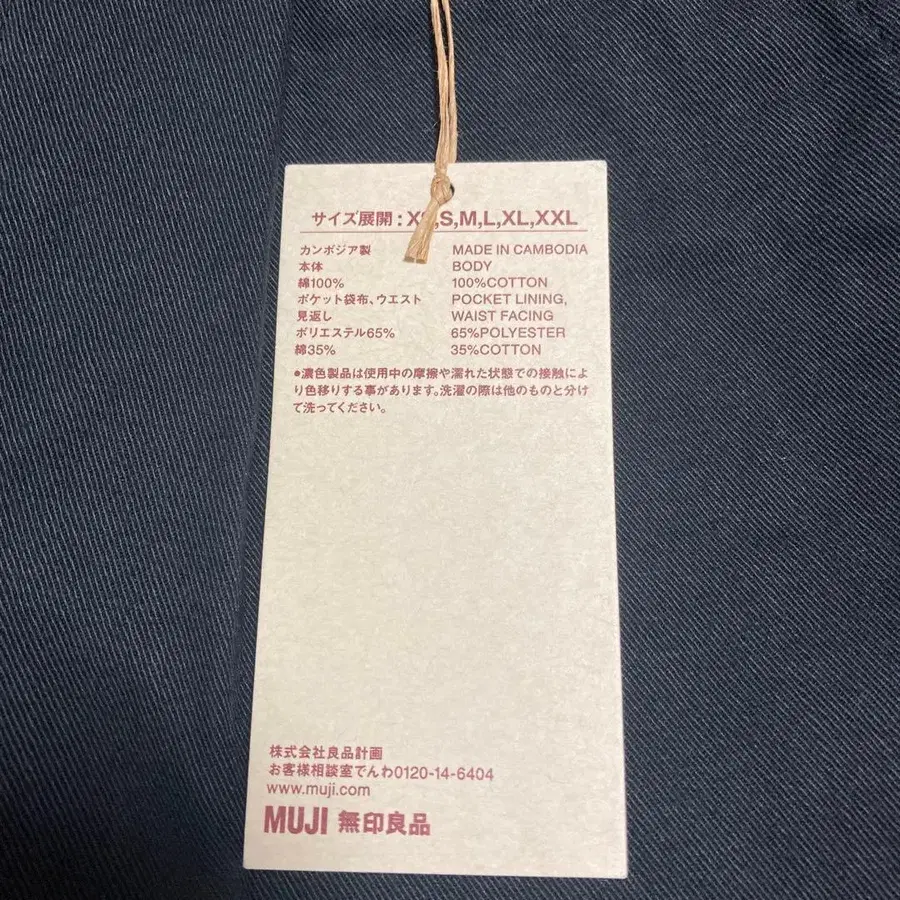 サイズ展開:XS,S,M,L,XL,XXL
カンボジア製 MADE IN CAMBODIA
本体 BODY
綿100% 100%COTTON
ポケット袋布、ウエスト POCKET LINING,
見返し WAIST FACING
ポリエステル65% 65%POLYESTER
綿35% 35%COTTON
●濃色製品は使用中の摩擦や濡れた状態での接触によ
り色移りする事があります。洗濯の際は他のものと分け
て洗ってください。
株式会社良品計画
お客様相談室でんわ0120-14-6404
www.muji.com
MUJI 無印良品